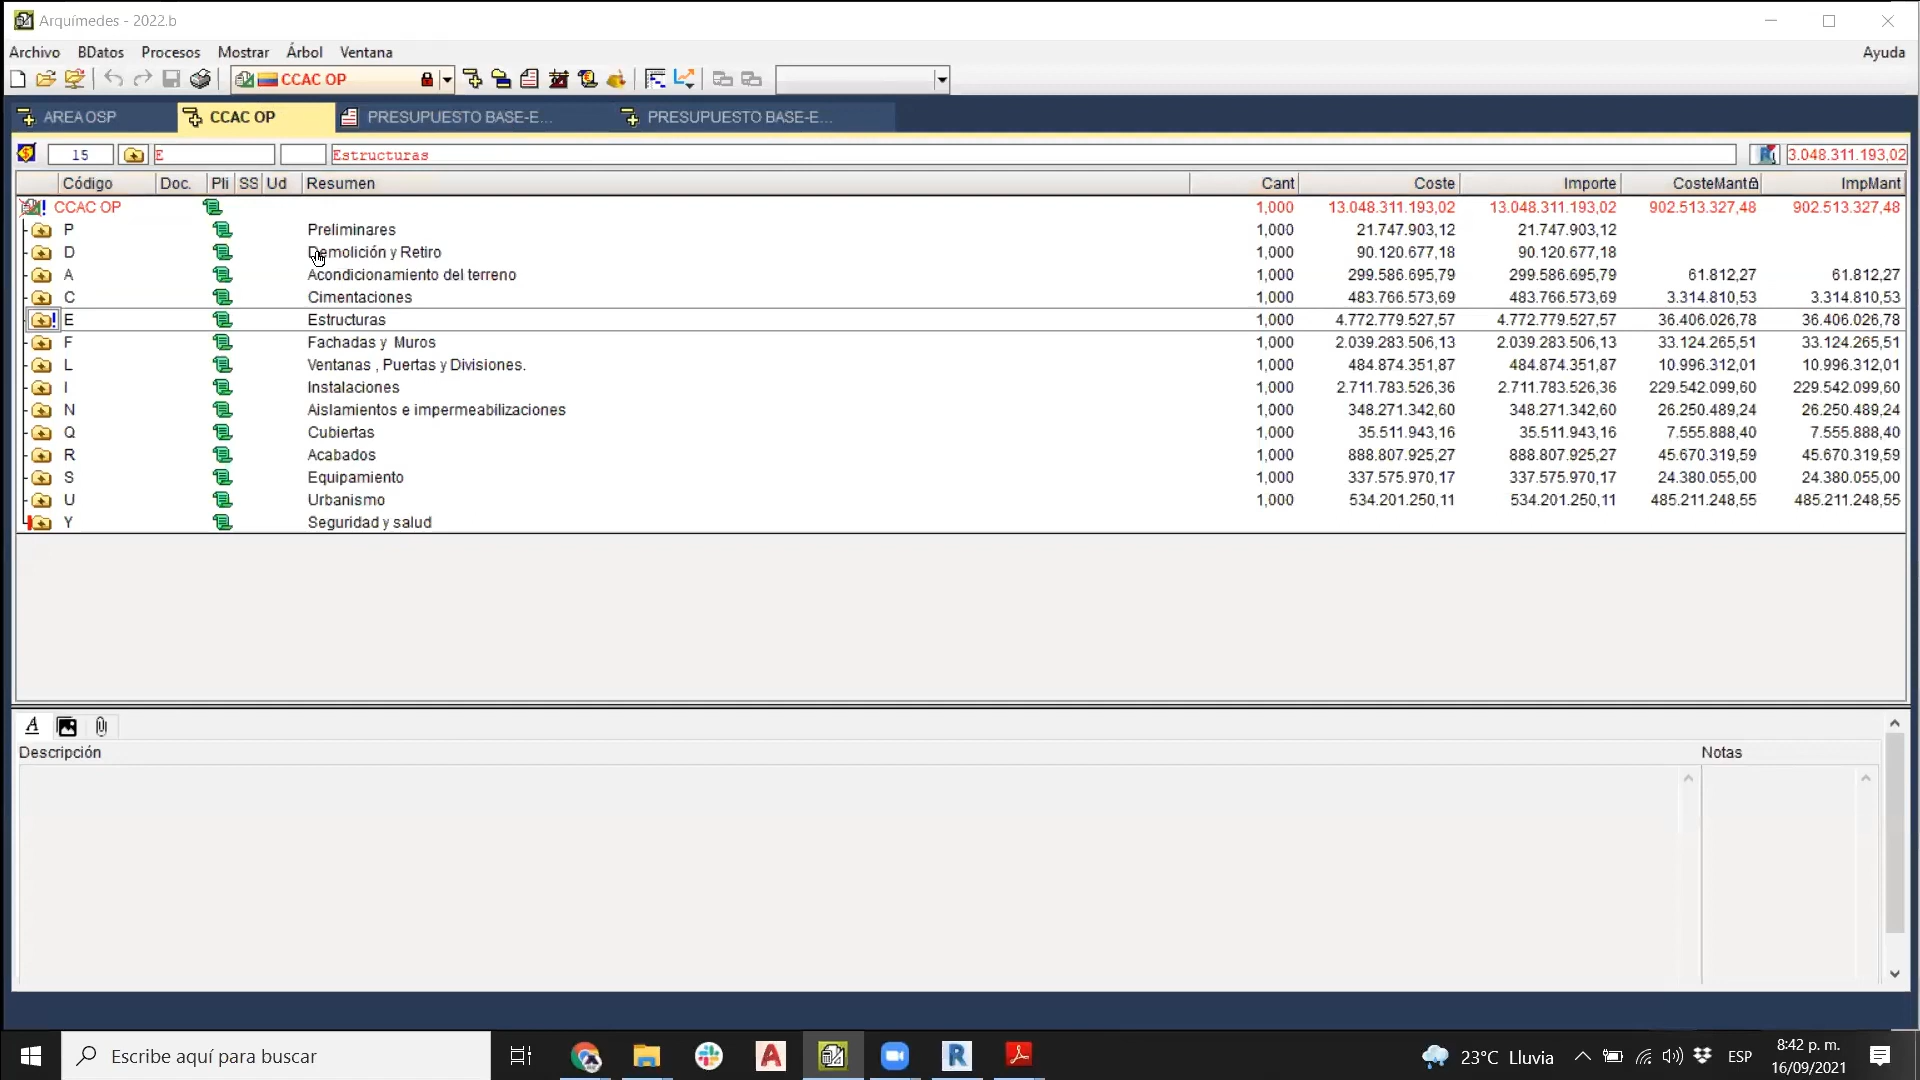 Arquímedes - 2022.b
Archivo BDatos Procesos Mostrar Árbol Ventana Ayuda
CCAC OP
AREA OSP CCAC OP PRESUPUESTO BASE-E... PRESUPUESTO BASE-E...
15 E Estructuras 3.048.311.193,02
Código Doc. Pli SS Ud Resumen Cant Coste Importe CosteMant ImpMant
CCAC OP 1,000 13.048.311.193,02 13.048.311.193,02 902.513.327,48 902.513.327,48
P Preliminares 1,000 21.747.903,12 21.747.903,12
D Demolición y Retiro 1,000 90.120.677,18 90.120.677,18
A Acondicionamiento del terreno 1,000 299.586.695,79 299.586.695,79 61.812,27 61.812,27
C Cimentaciones 1,000 483.766.573,69 483.766.573,69 3.314.810,53 3.314.810,53
E Estructuras 1,000 4.772.779.527,57 4.772.779.527,57 36.406.026,78 36.406.026,78
F Fachadas y Muros 1,000 2.039.283.506,13 2.039.283.506,13 33.124.265,51 33.124.265,51
L Ventanas , Puertas y Divisiones. 1,000 484.874.351,87 484.874.351,87 10.996.312,01 10.996.312,01
I Instalaciones 1,000 2.711.783.526,36 2.711.783.526,36 229.542.099,60 229.542.099,60
N Aislamientos e impermeabilizaciones 1,000 348.271.342,60 348.271.342,60 26.250.489,24 26.250.489,24
Q Cubiertas 1,000 35.511.943,16 35.511.943,16 7.555.888,40 7.555.888,40
R Acabados 1,000 888.807.925,27 888.807.925,27 45.670.319,59 45.670.319,59
S Equipamiento 1,000 337.575.970,17 337.575.970,17 24.380.055,00 24.380.055,00
U Urbanismo 1,000 534.201.250,11 534.201.250,11 485.211.248,55 485.211.248,55
Y Seguridad y salud
A
Descripción Notas
Escribe aquí para buscar 23°C Lluvia ESP 8:42 p. m.
16/09/2021